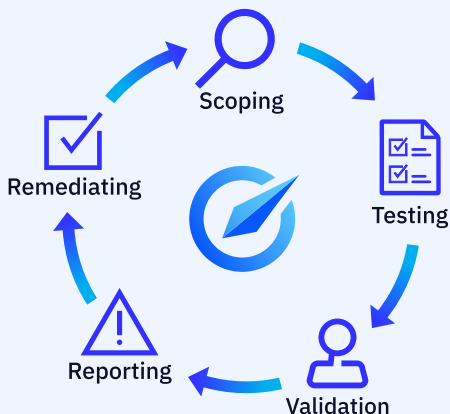 Scoping
Testing
Validation
Reporting
Remediating